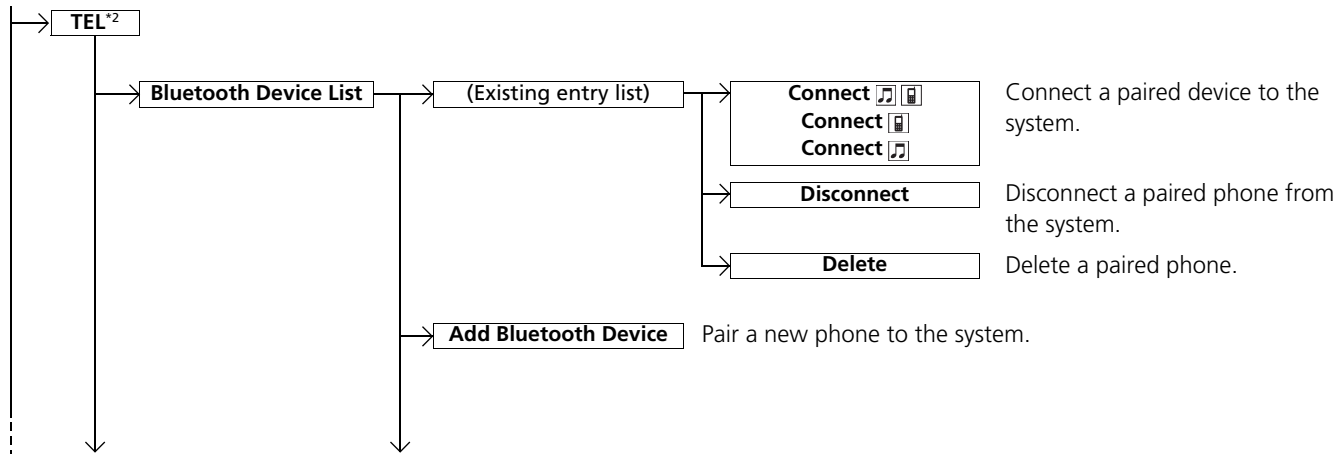 TEL*2
Bluetooth Device List
(Existing entry list)
Connect
Connect
Connect
Connect a paired device to the
system.
Disconnect
Disconnect a paired phone from
the system.
Delete
Delete a paired phone.
Add Bluetooth Device
Pair a new phone to the system.